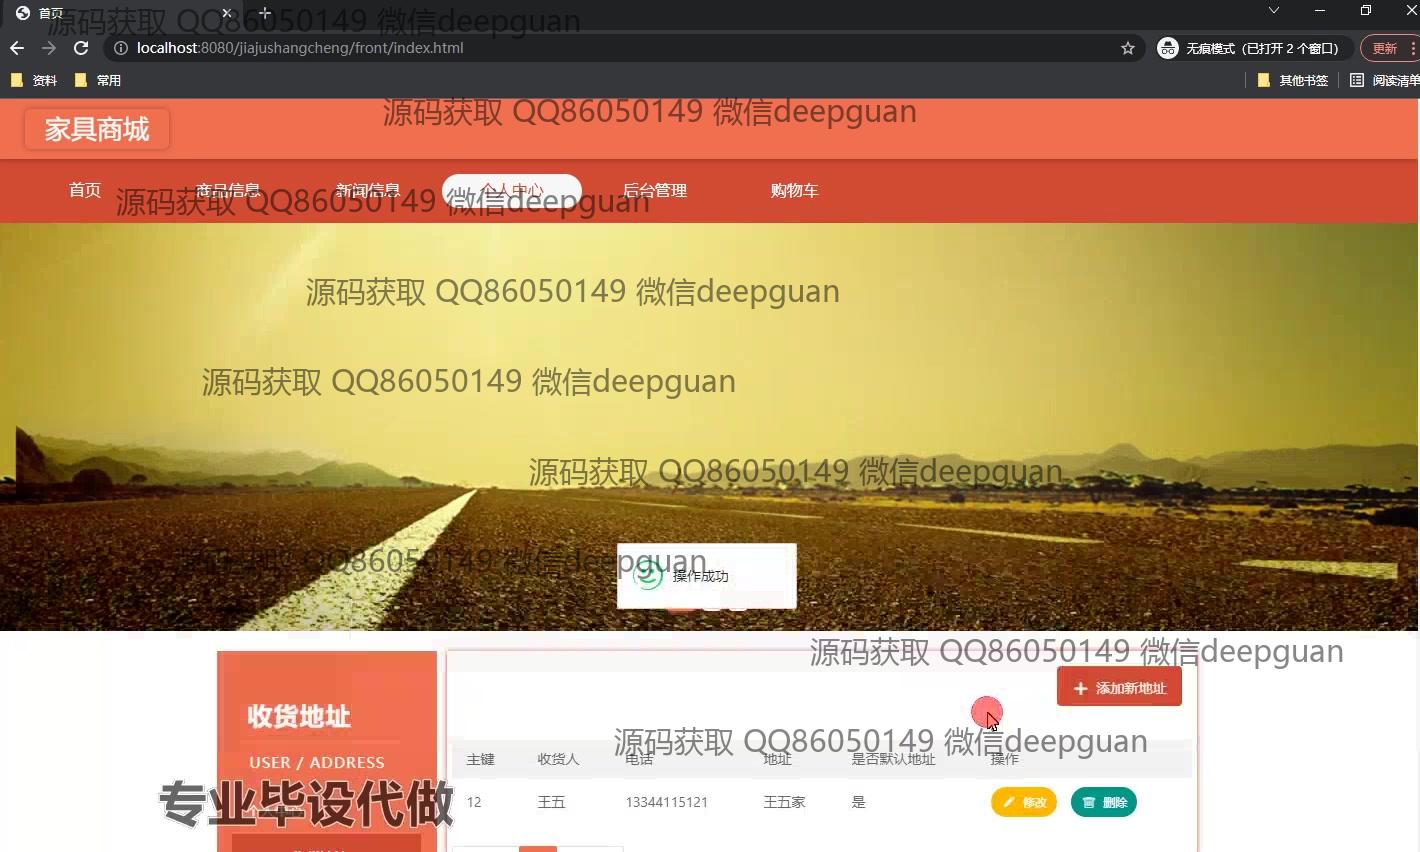 首页
源码获取 QQ86050149 微信deepguan
localhost:8080/jiajushangcheng/front/index.html
无痕模式（已打开 2 个窗口）
更新
资料
常用
其他书签
阅读清单
源码获取 QQ86050149 微信deepguan
家具商城
首页
商品信息
新闻信息
个人中心
后台管理
购物车
源码获取 QQ86050149 微信deepguan
源码获取 QQ86050149 微信deepguan
源码获取 QQ86050149 微信deepguan
源码获取 QQ86050149 微信deepguan
源码获取 QQ86050149 微信deepguan
操作成功
源码获取 QQ86050149 微信deepguan
添加新地址
收货地址
USER / ADDRESS
源码获取 QQ86050149 微信deepguan
主键 收货人 电话 地址 是否默认地址 操作
12 王五 13344115121 王五家 是 修改 删除
专业毕设代做